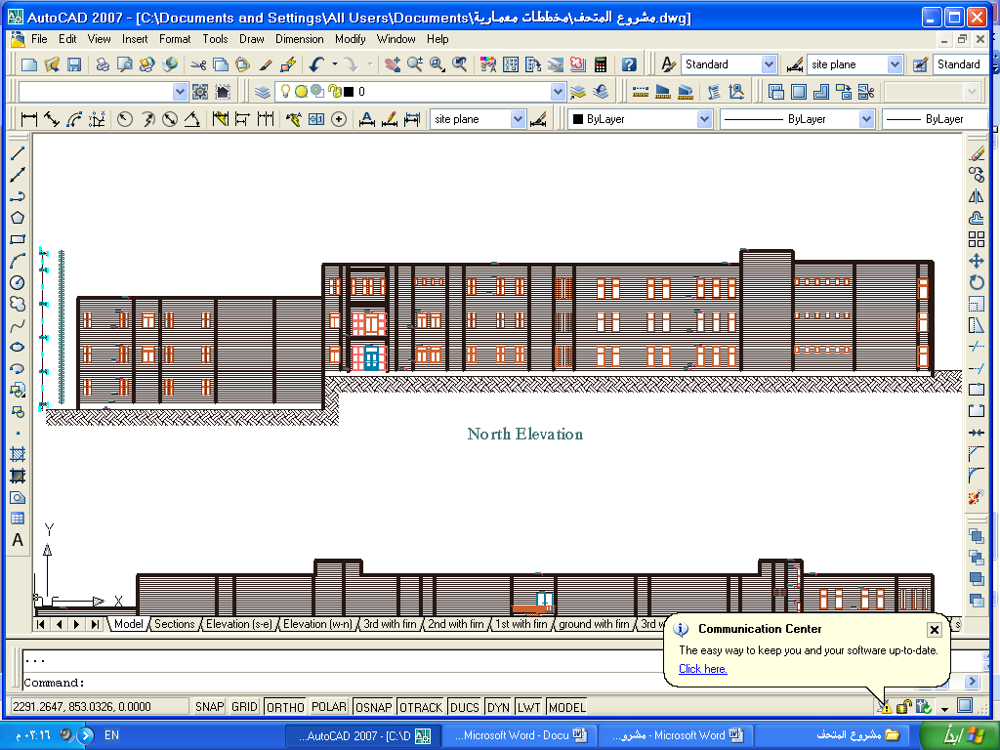 AutoCAD 2007 - [C:\Documents and Settings\All Users\Documents\مخططات معمارية\مشروع المتحف.dwg]
File Edit View Insert Format Tools Draw Dimension Modify Window Help
Standard site plane Standard
0
site plane ByLayer ByLayer ByLayer
North Elevation
Y
X
Model Sections Elevation (s-e) Elevation (w-n) 3rd with firn 2nd with firn 1st with firn ground with firn 3rd
Communication Center
The easy way to keep you and your software up-to-date.
Click here.
...
Command:
2291.2647, 853.0326, 0.0000 SNAP GRID ORTHO POLAR OSNAP OTRACK DUCS DYN LWT MODEL
٠٣:١٦ م EN ...AutoCAD 2007 - [C:\D ...Microsoft Word - Docu ...مشرو - Microsoft Word مشروع المتحف ابدأ